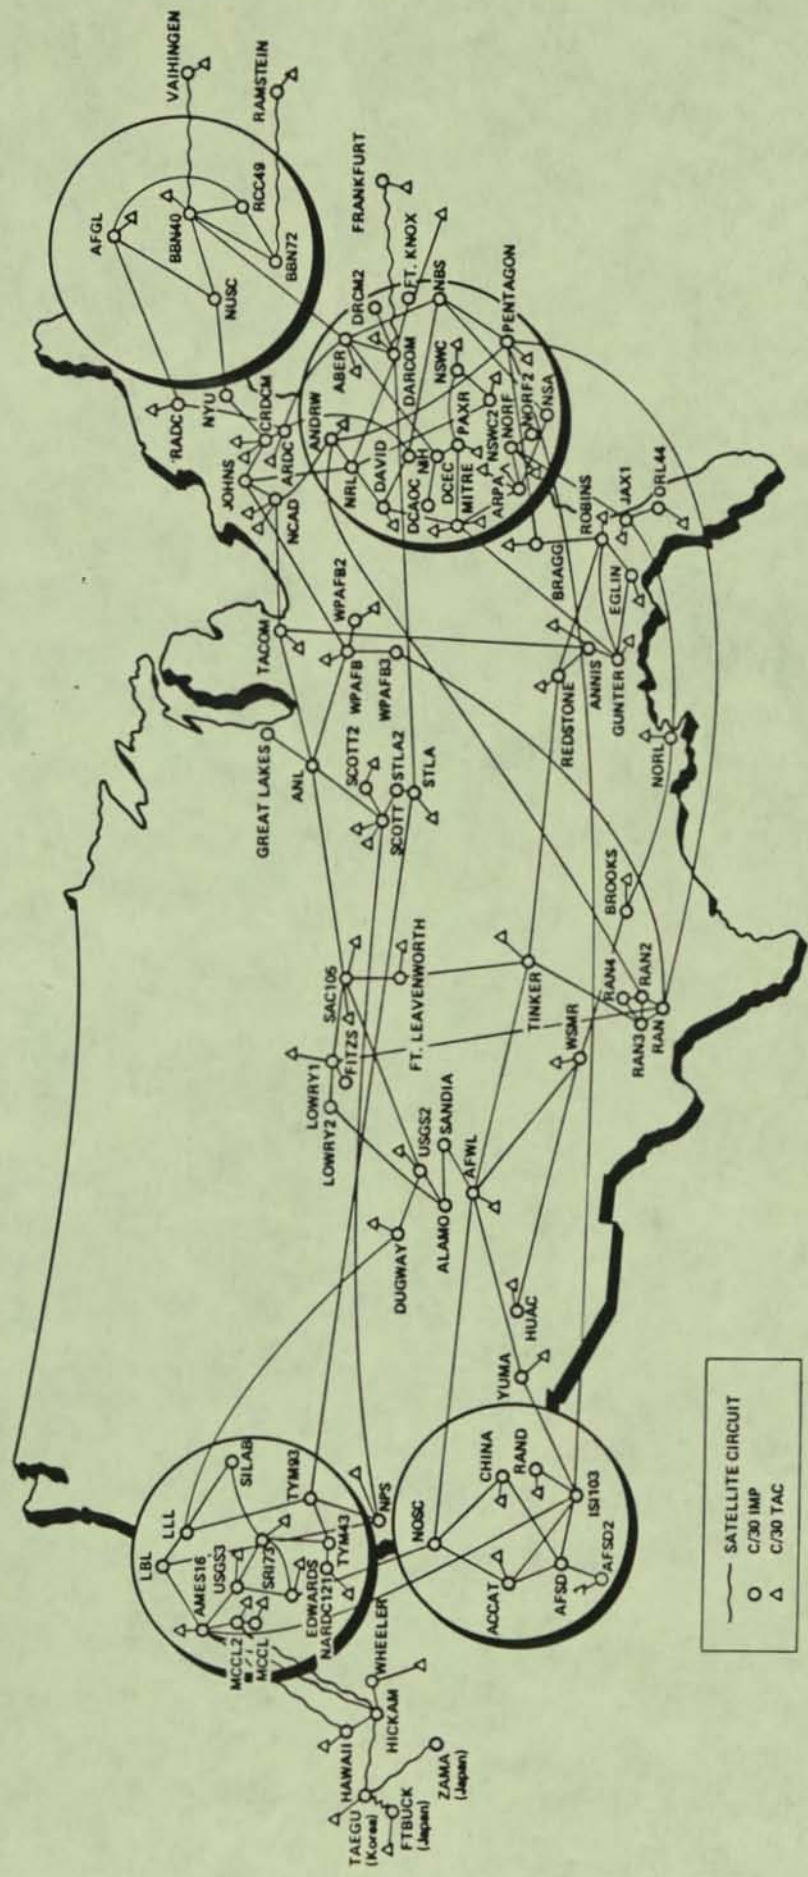 VAIHINGEN
RAMSTEIN
AFGL
BBN40
RCC49
BBN72
NUSC
FRANKFURT
FT. KNOX
DRCM2
NBS
PENTAGON
ABER
DARCOM
NSWC
RADC
NYU
CRDCM
ARDC
ANDRW
JOHNS
NCAD
NRL
DAVID
DCAOC
NIH
DCEC
MITRE
PAXR
ARPA
NSWC2
NORF
NORF2
NSA
BRAGG
ROBINS
JAX1
ORL44
EGLIN
TACOM
WPAFB2
WPAFB
WPAFB3
REDSTONE
ANNIS
GUNTER
NORL
GREAT LAKES
ANL
SCOTT2
SCOTT
STLA2
STLA
BROOKS
SAC105
FT. LEAVENWORTH
TINKER
RAN4
RAN2
RAN3
RAN
WSMR
LOWRY1
FITZS
LOWRY2
USGS2
SANDIA
ALAMO
AFWL
DUGWAY
HUAC
YUMA
LBL
LLL
SILAB
TYM93
NPS
AMES16
USGS3
SRI73
TYM43
EDWARDS
NARDC121
MCCL2
MCCL
NOSC
CHINA
RAND
ISI103
ACCAT
AFSD
AFSD2
WHEELER
HICKAM
HAWAII
TAEGU
(Korea)
FTBUCK
(Japan)
ZAMA
(Japan)
SATELLITE CIRCUIT
C/30 IMP
C/30 TAC